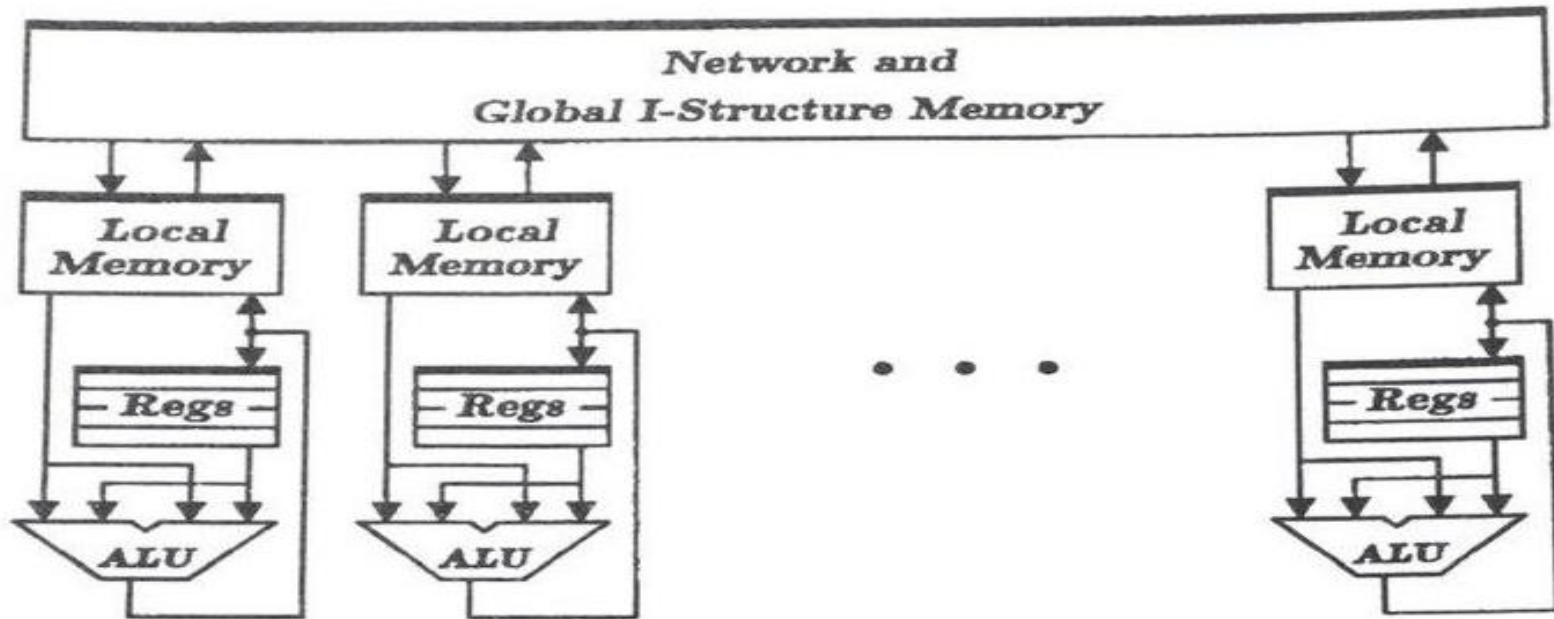 Network and
Global I-Structure Memory
Local
Memory
Local
Memory
Local
Memory
Regs
Regs
Regs
ALU
ALU
ALU